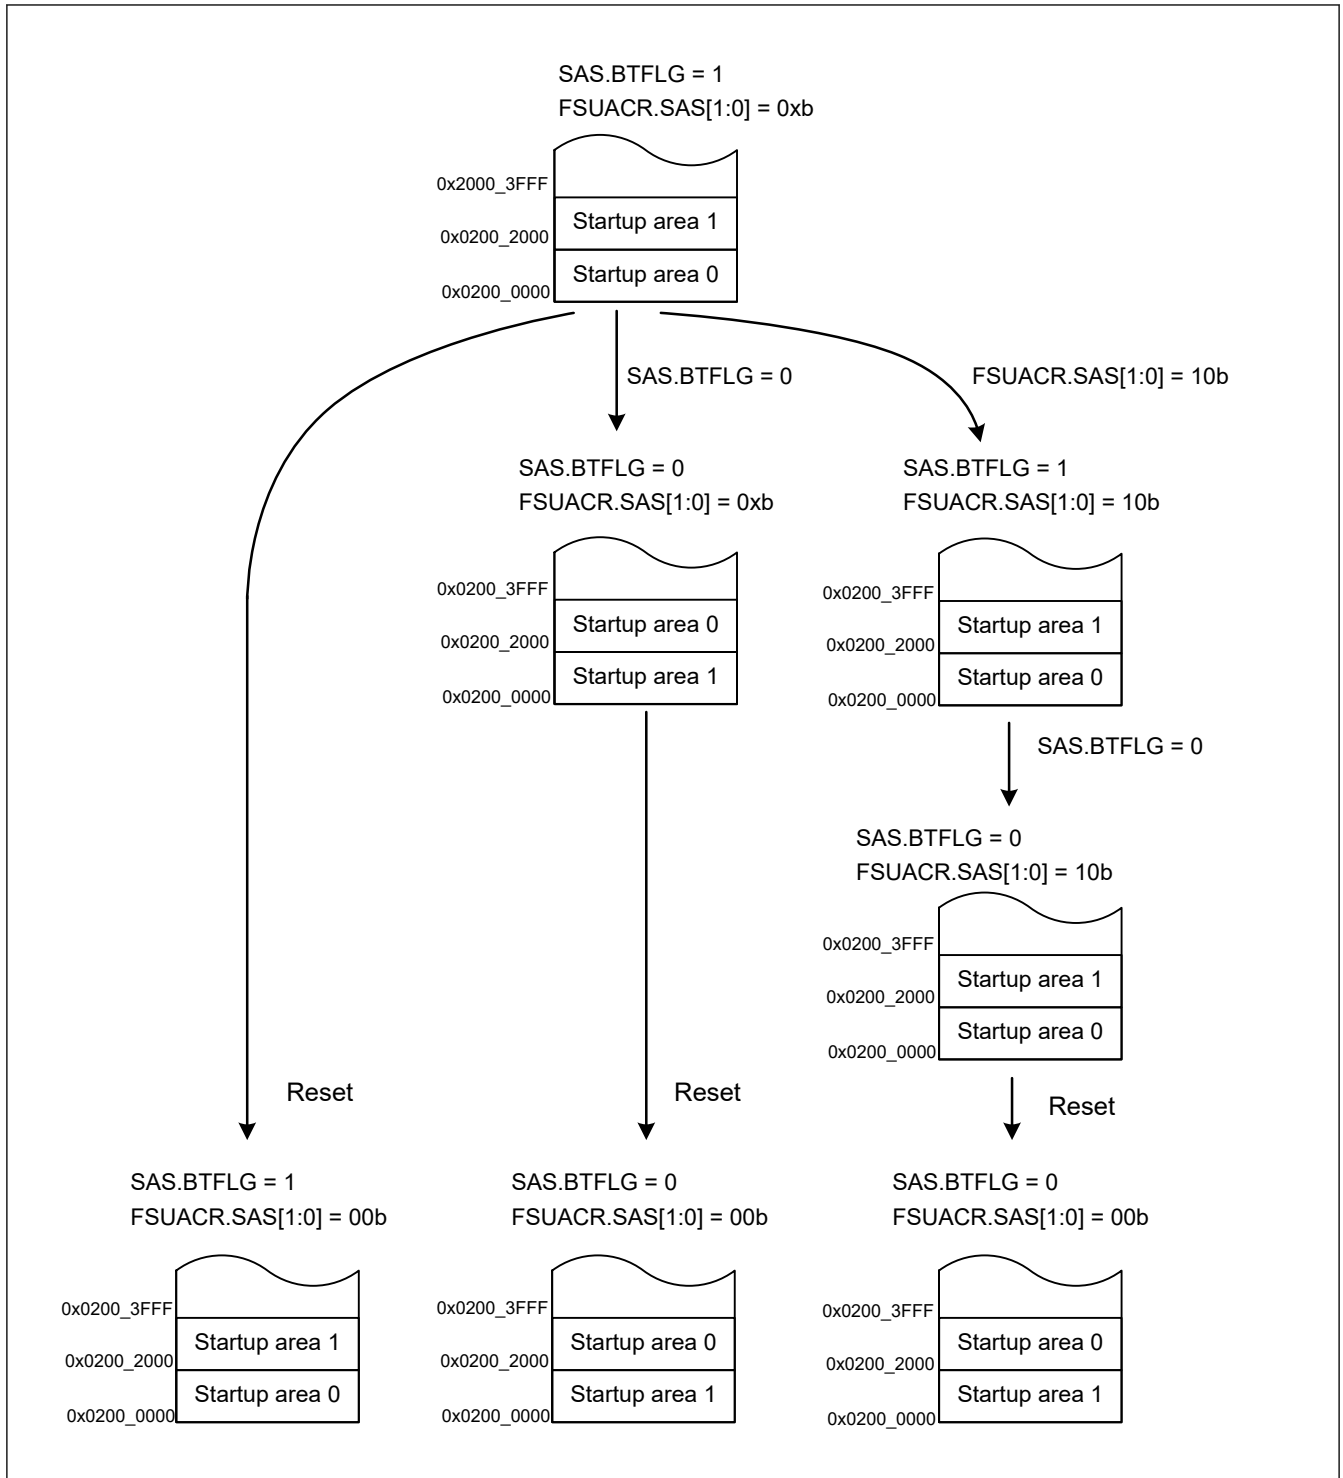 SAS.BTFLG = 1
FSUACR.SAS[1:0] = 0xb
0x2000_3FFF
Startup area 1
0x0200_2000
Startup area 0
0x0200_0000
SAS.BTFLG = 0
FSUACR.SAS[1:0] = 10b
SAS.BTFLG = 0
FSUACR.SAS[1:0] = 0xb
0x0200_3FFF
Startup area 0
0x0200_2000
Startup area 1
0x0200_0000
SAS.BTFLG = 1
FSUACR.SAS[1:0] = 10b
0x0200_3FFF
Startup area 1
0x0200_2000
Startup area 0
0x0200_0000
SAS.BTFLG = 0
SAS.BTFLG = 0
FSUACR.SAS[1:0] = 10b
0x0200_3FFF
Startup area 1
0x0200_2000
Startup area 0
0x0200_0000
Reset
Reset
Reset
SAS.BTFLG = 1
FSUACR.SAS[1:0] = 00b
0x0200_3FFF
Startup area 1
0x0200_2000
Startup area 0
0x0200_0000
SAS.BTFLG = 0
FSUACR.SAS[1:0] = 00b
0x0200_3FFF
Startup area 0
0x0200_2000
Startup area 1
0x0200_0000
SAS.BTFLG = 0
FSUACR.SAS[1:0] = 00b
0x0200_3FFF
Startup area 0
0x0200_2000
Startup area 1
0x0200_0000